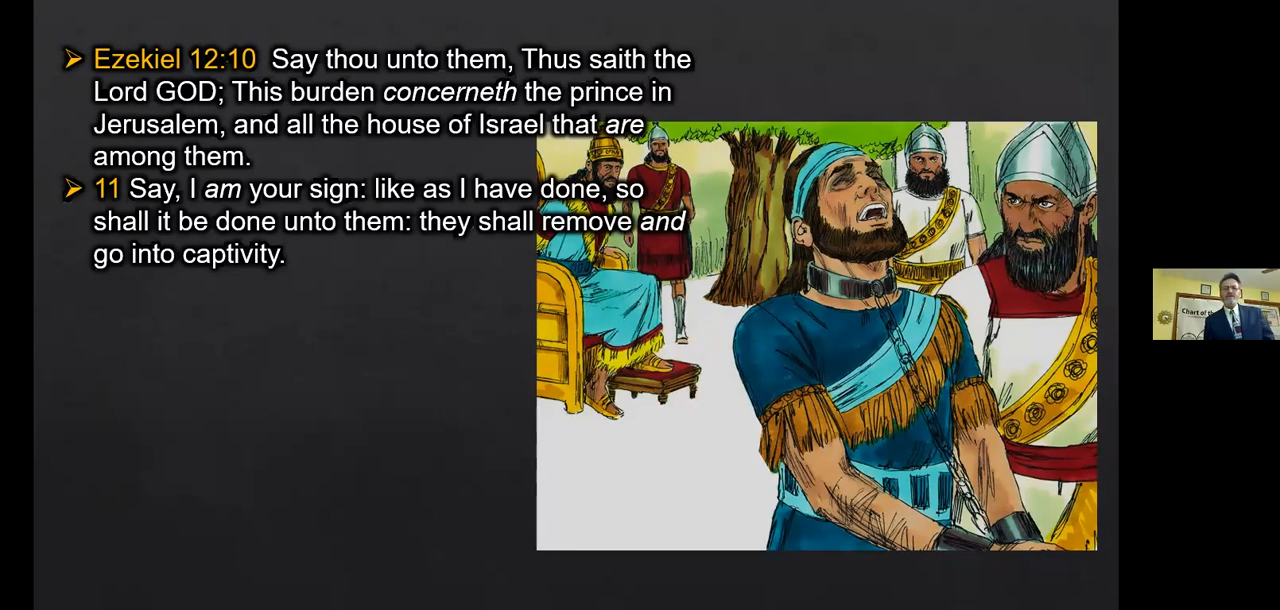 ➢ Ezekiel 12:10 Say thou unto them, Thus saith the
Lord GOD; This burden concerneth the prince in
Jerusalem, and all the house of Israel that are
among them.
➢ 11 Say, I am your sign: like as I have done, so
shall it be done unto them: they shall remove and
go into captivity.
Chart of